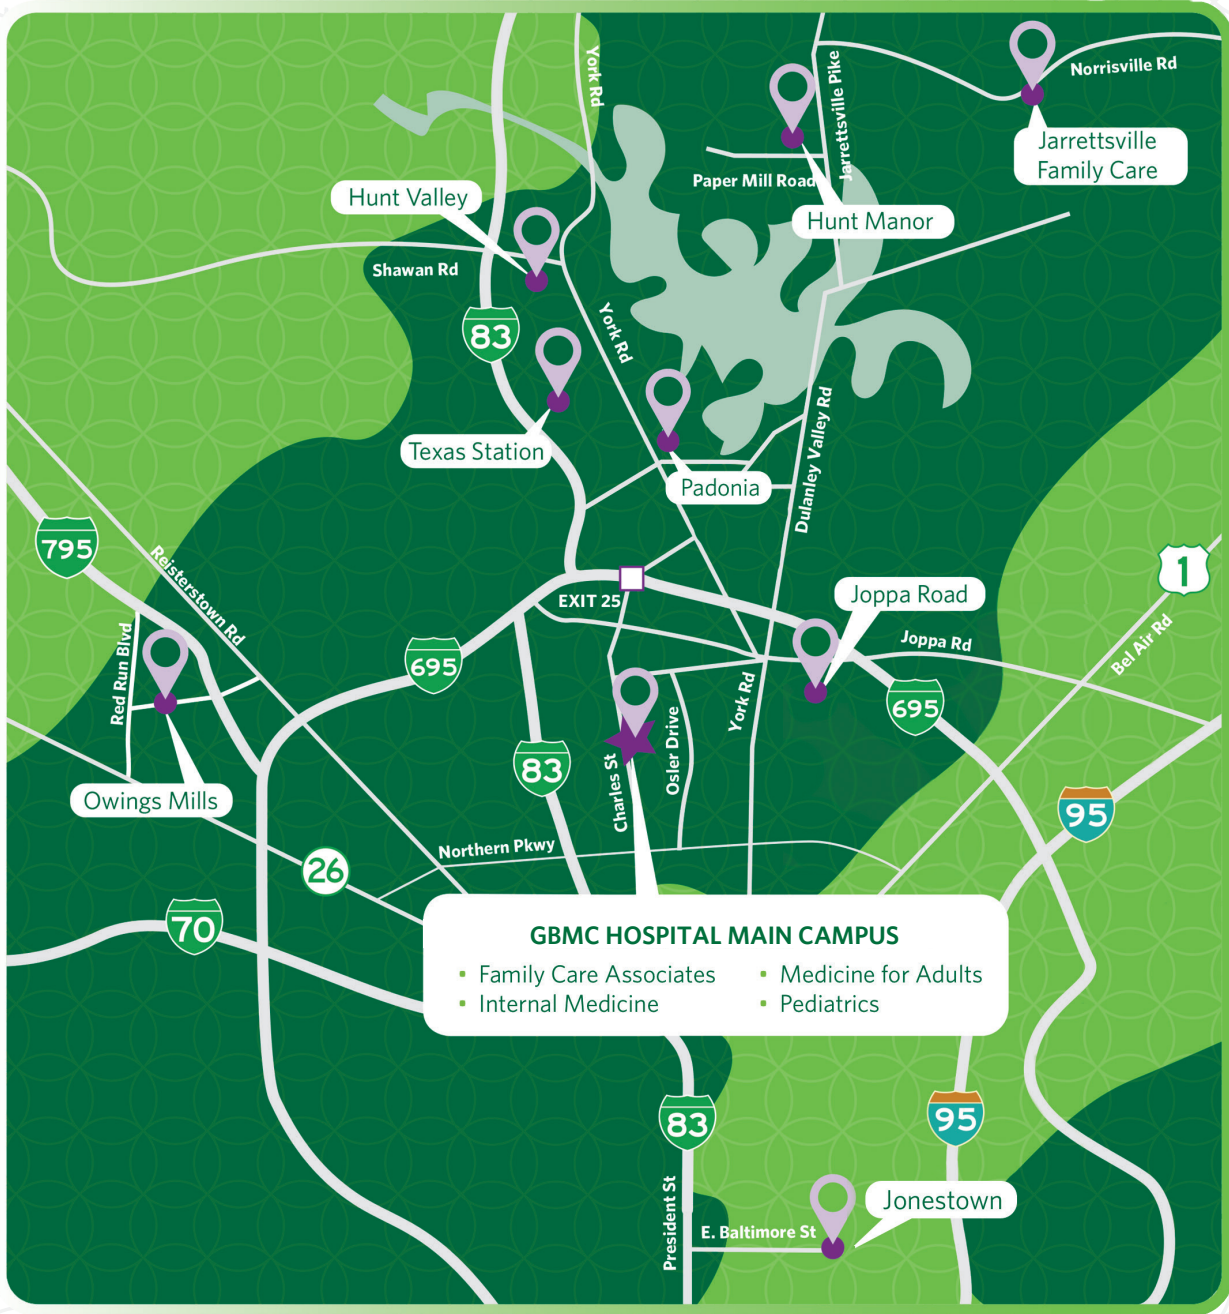 York Rd
Jarrettsville Pike
Norrisville Rd
Jarrettsville
Family Care
Paper Mill Road
Hunt Valley
Hunt Manor
Shawan Rd
83
York Rd
Texas Station
Padonia
Dulanley Valley Rd
795
Reisterstown Rd
1
EXIT 25
Joppa Road
Bel Air Rd
Joppa Rd
695
Red Run Blvd
695
York Rd
Osler Drive
83
Charles St
Owings Mills
95
Northern Pkwy
26
70
GBMC HOSPITAL MAIN CAMPUS
• Family Care Associates
• Internal Medicine
• Medicine for Adults
• Pediatrics
83
95
President St
Jonestown
E. Baltimore St